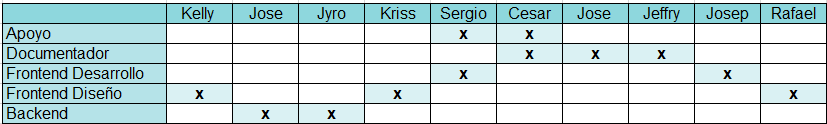 Kelly Jose Jyro Kriss Sergio Cesar Jose Jeffry Josep Rafael
Apoyo x x
Documentador x x x
Frontend Desarrollo x x
Frontend Diseño x x x
Backend x x